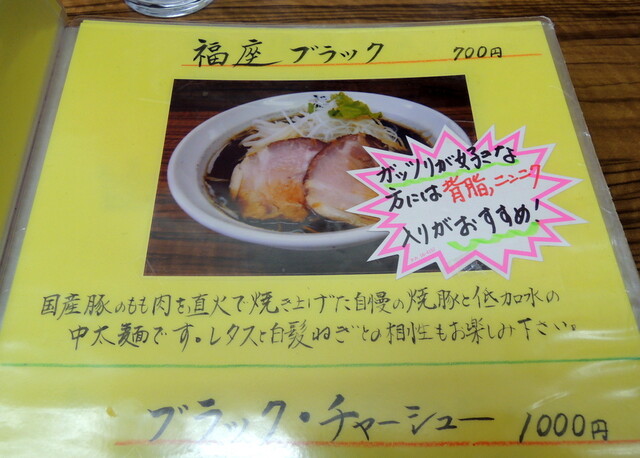 福座 ブラック 700円
ガッツリが好きな
方には背脂,ニンニク
入りがおすすめ!
国産豚のもも肉を直火で焼き上げた自慢の焼豚と低加水の
中太麺です。レタスと白髪ねぎとの相性もお楽しみ下さい。
ブラック・チャーシュー 1000円